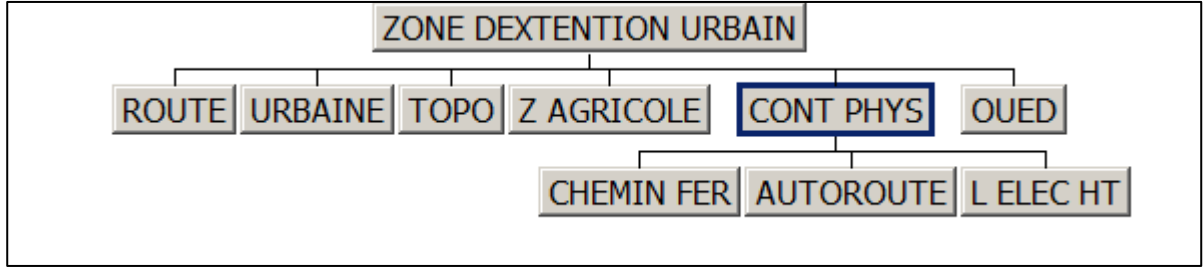 ZONE DEXTENTION URBAIN
ROUTE URBAINE TOPO Z AGRICOLE CONT PHYS OUED
CHEMIN FER AUTOROUTE L ELEC HT